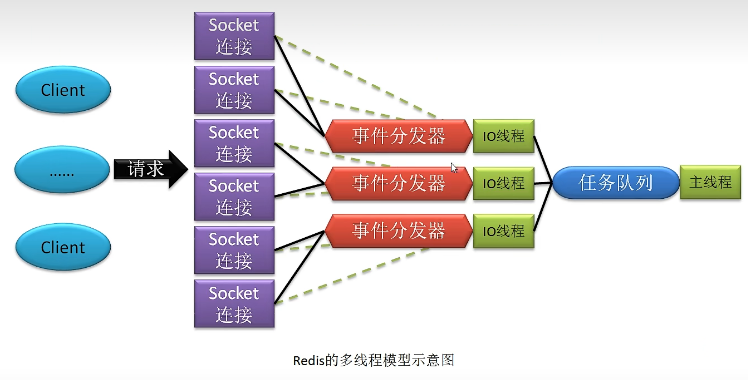 Client
......
Client
请求
Socket
连接
Socket
连接
Socket
连接
Socket
连接
Socket
连接
Socket
连接
事件分发器
IO线程
事件分发器
IO线程
事件分发器
IO线程
任务队列
主线程
Redis的多线程模型示意图